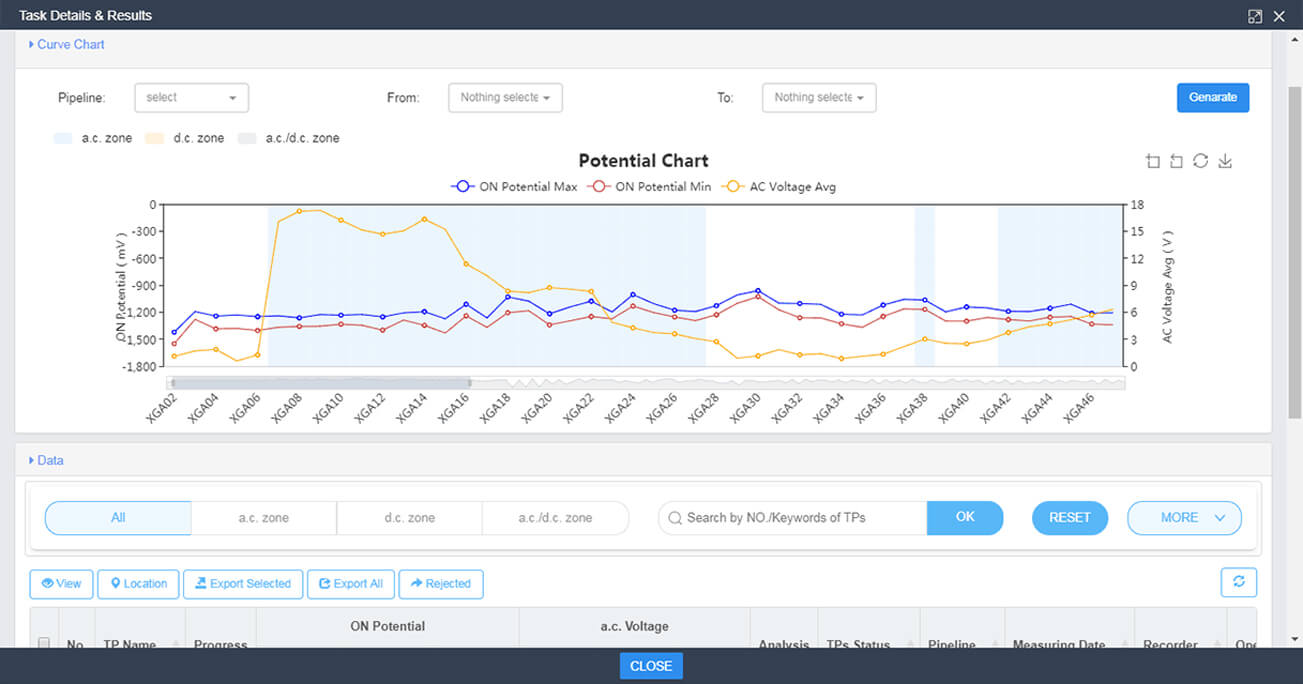 Task Details & Results
Curve Chart
Pipeline: select From: Nothing selecte To: Nothing selecte Genarate
a.c. zone d.c. zone a.c./d.c. zone
Potential Chart
ON Potential Max ON Potential Min AC Voltage Avg
0 18
-300 15
-600 12
-900 9
-1,200 6
-1,500 3
-1,800 0
ON Potential ( mV )
AC Voltage Avg ( V )
XGA02 XGA04 XGA06 XGA08 XGA10 XGA12 XGA14 XGA16 XGA18 XGA20 XGA22 XGA24 XGA26 XGA28 XGA30 XGA32 XGA34 XGA36 XGA38 XGA40 XGA42 XGA44 XGA46
Data
All a.c. zone d.c. zone a.c./d.c. zone Search by NO./Keywords of TPs OK RESET MORE
View Location Export Selected Export All Rejected
ON Potential a.c. Voltage
No TP Name Progress Analysis TPs Status Pipeline Measuring Date Recorder Ope
CLOSE